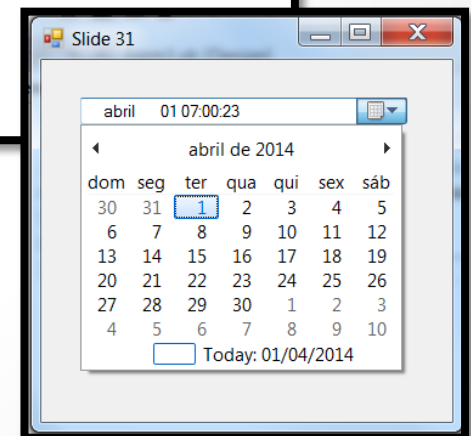 Slide 31
abril 01 07:00:23
abril de 2014
dom seg ter qua qui sex sáb
30 31 1 2 3 4 5
6 7 8 9 10 11 12
13 14 15 16 17 18 19
20 21 22 23 24 25 26
27 28 29 30 1 2 3
4 5 6 7 8 9 10
Today: 01/04/2014